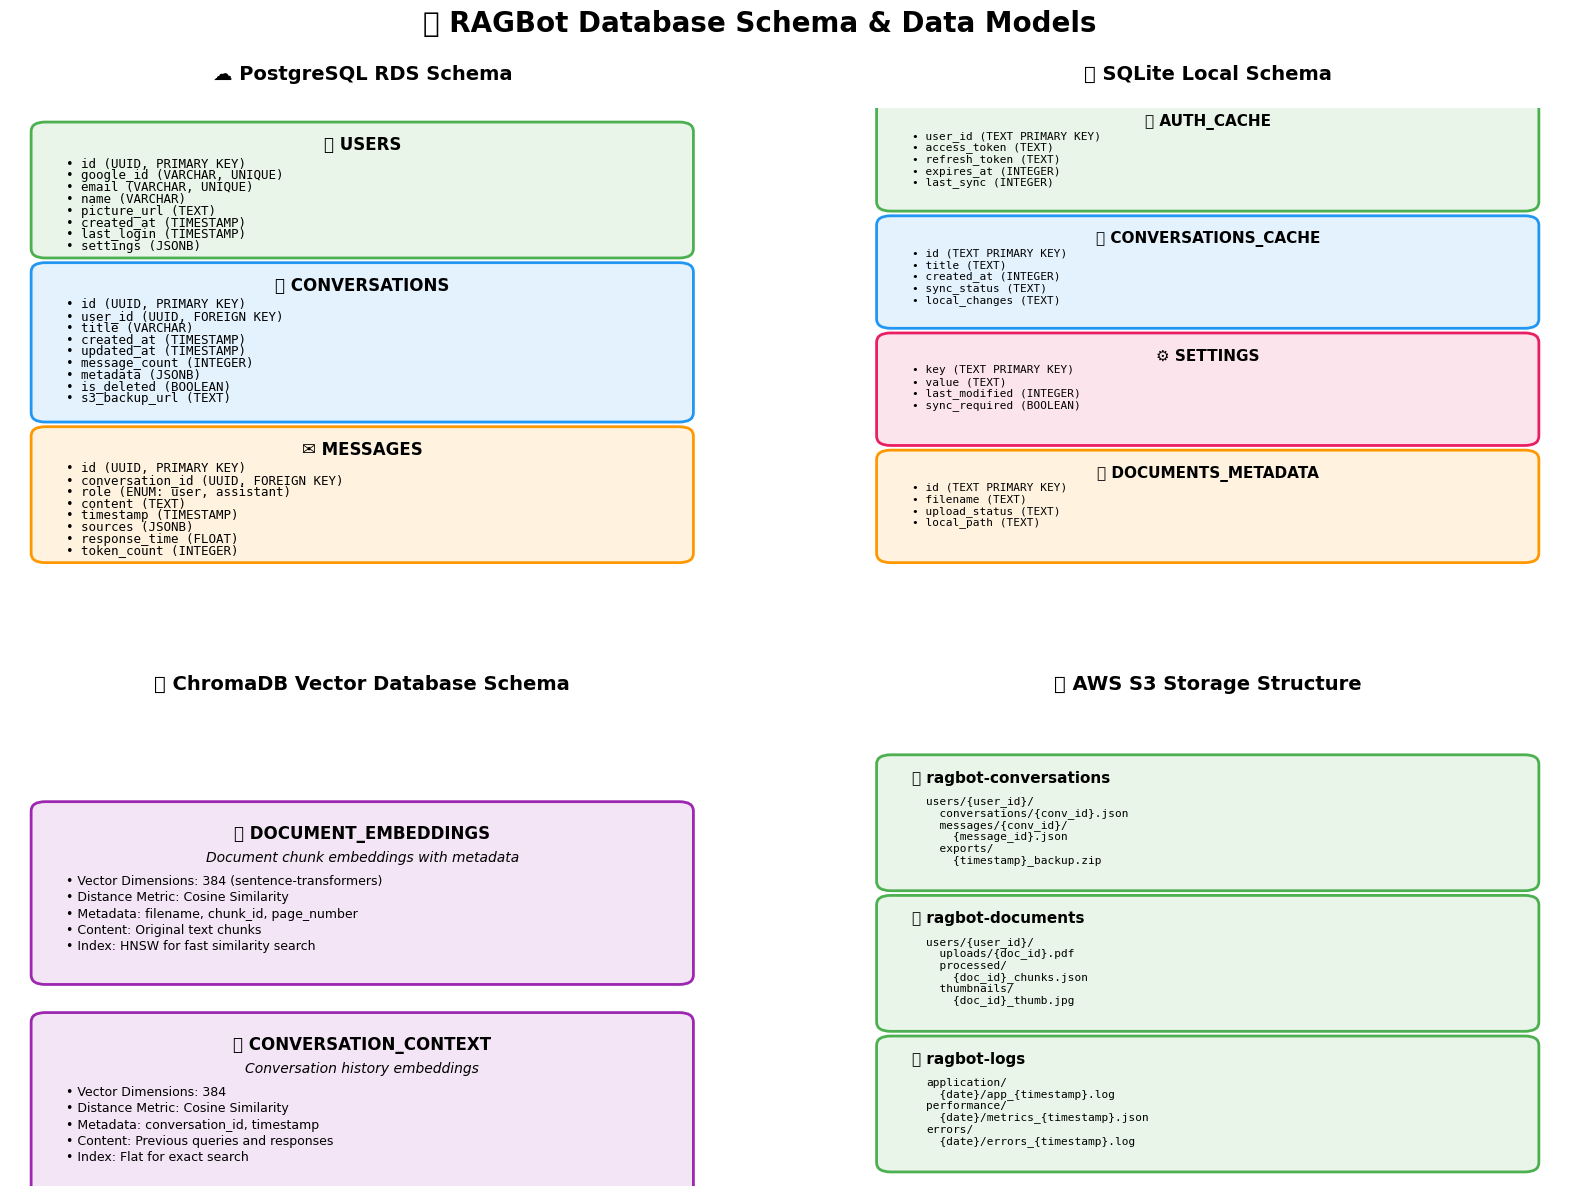 RAGBot Database Schema & Data Models
☁ PostgreSQL RDS Schema
USERS
• id (UUID, PRIMARY KEY)
• google_id (VARCHAR, UNIQUE)
• email (VARCHAR, UNIQUE)
• name (VARCHAR)
• picture_url (TEXT)
• created_at (TIMESTAMP)
• last_login (TIMESTAMP)
• settings (JSONB)
CONVERSATIONS
• id (UUID, PRIMARY KEY)
• user_id (UUID, FOREIGN KEY)
• title (VARCHAR)
• created_at (TIMESTAMP)
• updated_at (TIMESTAMP)
• message_count (INTEGER)
• metadata (JSONB)
• is_deleted (BOOLEAN)
• s3_backup_url (TEXT)
✉ MESSAGES
• id (UUID, PRIMARY KEY)
• conversation_id (UUID, FOREIGN KEY)
• role (ENUM: user, assistant)
• content (TEXT)
• timestamp (TIMESTAMP)
• sources (JSONB)
• response_time (FLOAT)
• token_count (INTEGER)
SQLite Local Schema
AUTH_CACHE
• user_id (TEXT PRIMARY KEY)
• access_token (TEXT)
• refresh_token (TEXT)
• expires_at (INTEGER)
• last_sync (INTEGER)
CONVERSATIONS_CACHE
• id (TEXT PRIMARY KEY)
• title (TEXT)
• created_at (INTEGER)
• sync_status (TEXT)
• local_changes (TEXT)
⚙ SETTINGS
• key (TEXT PRIMARY KEY)
• value (TEXT)
• last_modified (INTEGER)
• sync_required (BOOLEAN)
DOCUMENTS_METADATA
• id (TEXT PRIMARY KEY)
• filename (TEXT)
• upload_status (TEXT)
• local_path (TEXT)
ChromaDB Vector Database Schema
DOCUMENT_EMBEDDINGS
Document chunk embeddings with metadata
• Vector Dimensions: 384 (sentence-transformers)
• Distance Metric: Cosine Similarity
• Metadata: filename, chunk_id, page_number
• Content: Original text chunks
• Index: HNSW for fast similarity search
CONVERSATION_CONTEXT
Conversation history embeddings
• Vector Dimensions: 384
• Distance Metric: Cosine Similarity
• Metadata: conversation_id, timestamp
• Content: Previous queries and responses
• Index: Flat for exact search
AWS S3 Storage Structure
ragbot-conversations
users/{user_id}/
conversations/{conv_id}.json
messages/{conv_id}/
{message_id}.json
exports/
{timestamp}_backup.zip
ragbot-documents
users/{user_id}/
uploads/{doc_id}.pdf
processed/
{doc_id}_chunks.json
thumbnails/
{doc_id}_thumb.jpg
ragbot-logs
application/
{date}/app_{timestamp}.log
performance/
{date}/metrics_{timestamp}.json
errors/
{date}/errors_{timestamp}.log